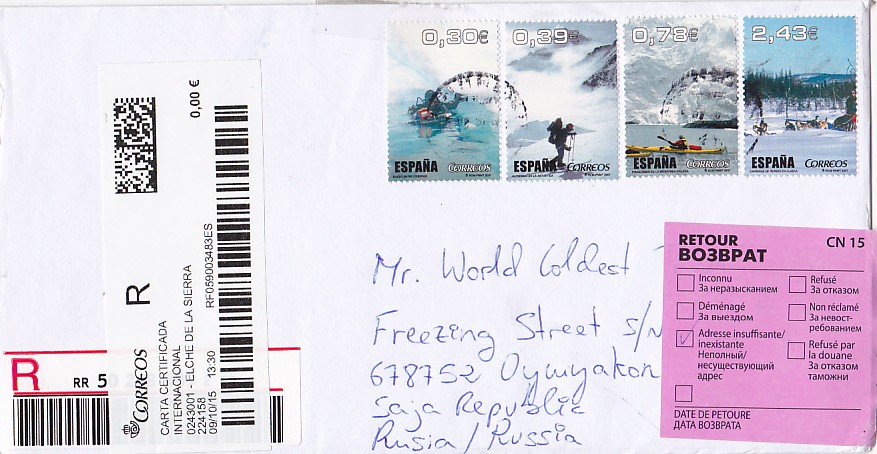 0,30€
ESPAÑA CORREOS
0,39€
ESPAÑA CORREOS
0,78€
ESPAÑA CORREOS
2,43€
ESPAÑA CORREOS
0,00 €
R
CORREOS
CARTA CERTIFICADA
INTERNACIONAL
0243001 - ELCHE DE LA SIERRA
224158
09/10/15 13:30
RF059003483ES
R
RR 5
Mr. World Coldest
Freezing Street s/N
678752 Oymyakon
Saja Republic
Rusia / Russia
RETOUR CN 15
ВОЗВРАТ
Inconnu
За неразысканием
Déménagé
За выездом
Adresse insuffisante/
inexistante
Неполный/
несуществующий
адрес
Refusé
За отказом
Non réclamé
За невост-
ребованием
Refusé par
la douane
За отказом
таможни
DATE DE PETOURE
ДАТА ВОЗВРАТА